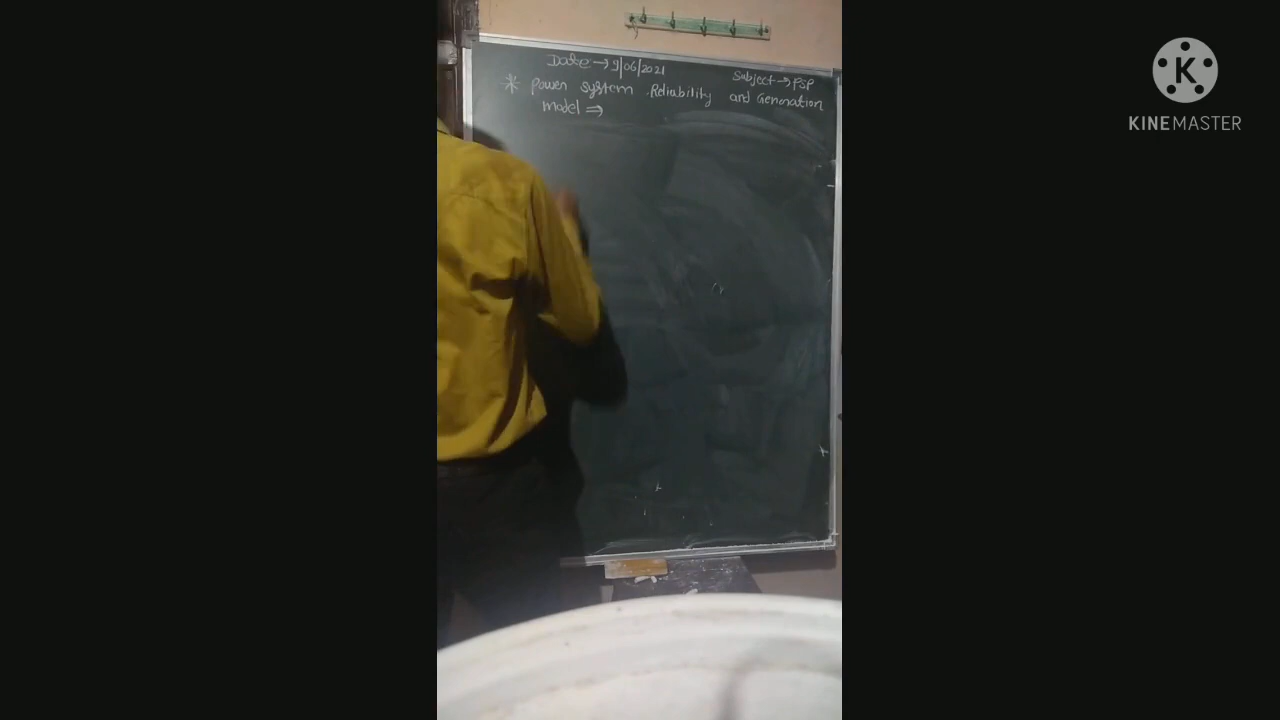 Date → 9/06/2021
Subject → PSP
* Power system Reliability and Generation
model ⇒
K
KINEMASTER